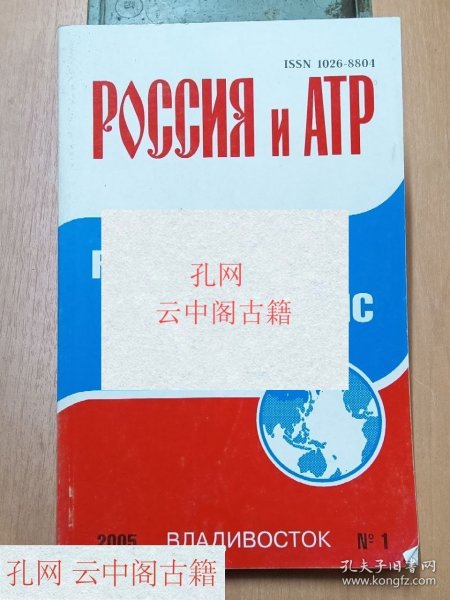 ISSN 1026-8804
РОССИЯ и АТР
孔网
云中阁古籍
2005 ВЛАДИВОСТОК № 1
孔网 云中阁古籍
孔夫子旧书网
www.kongfz.com